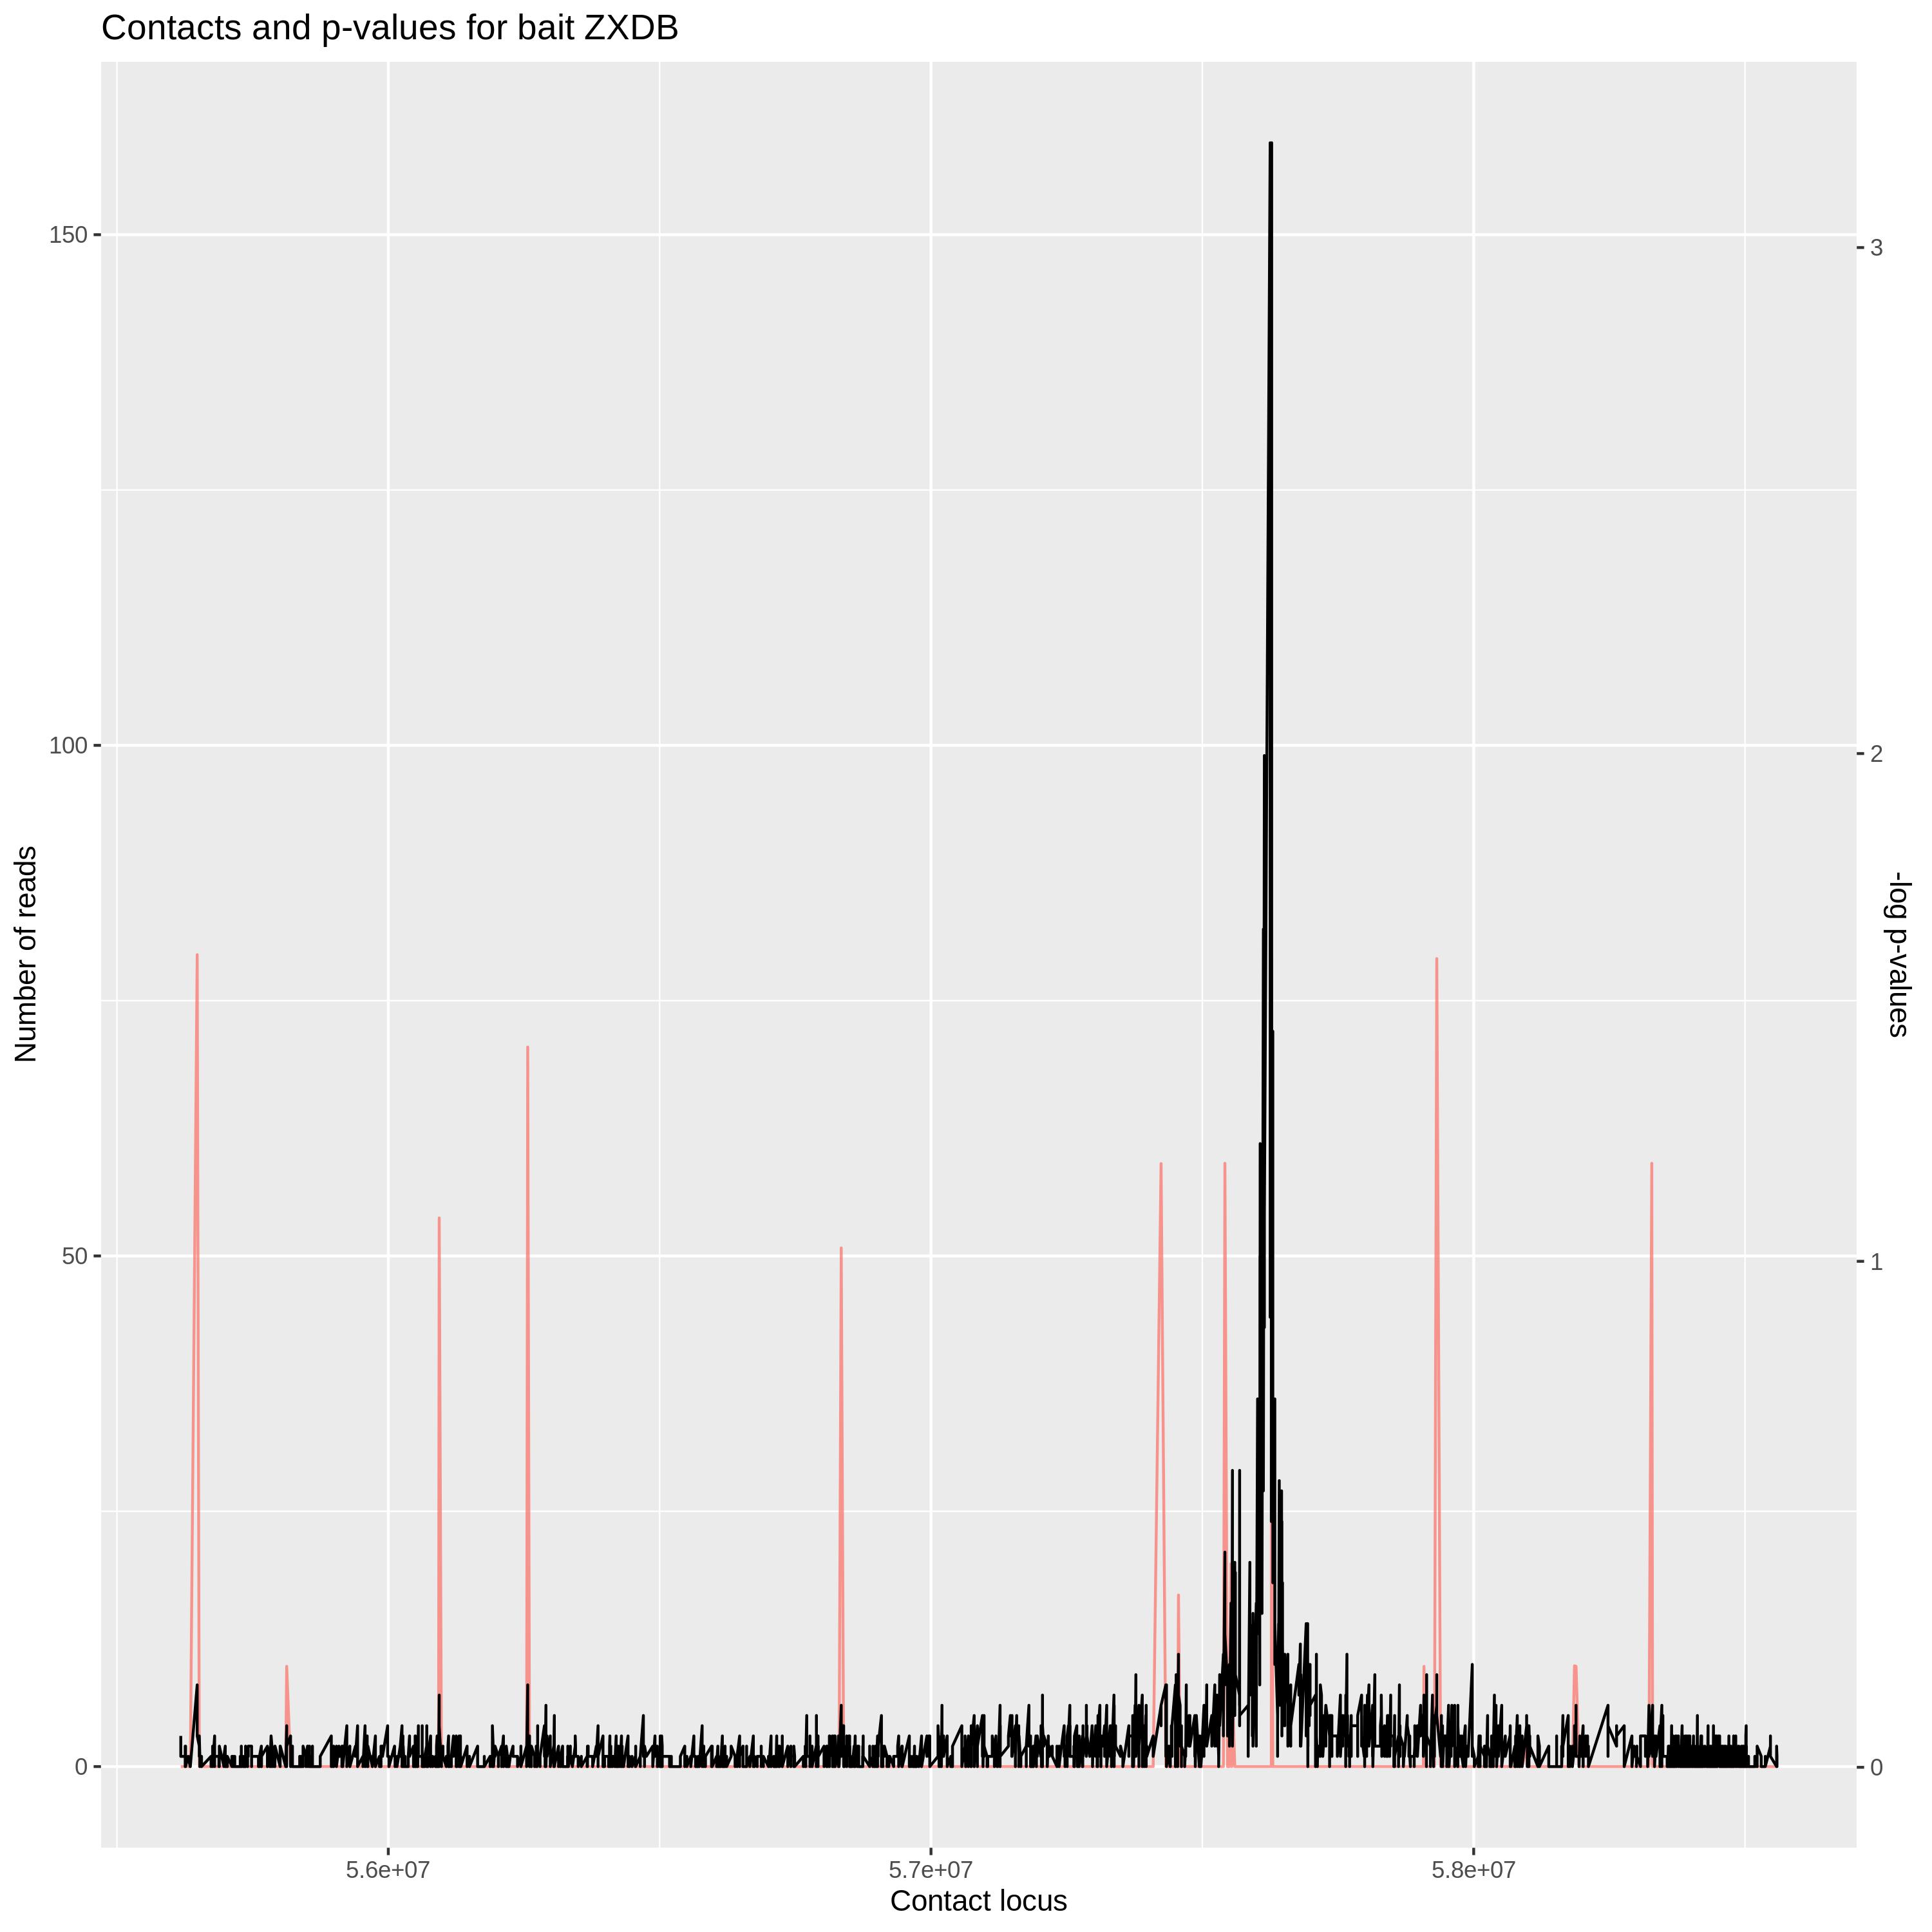 Contacts and p-values for bait ZXDB
150
100
50
0
3
2
1
0
Number of reads
-log p-values
5.6e+07
5.7e+07
5.8e+07
Contact locus